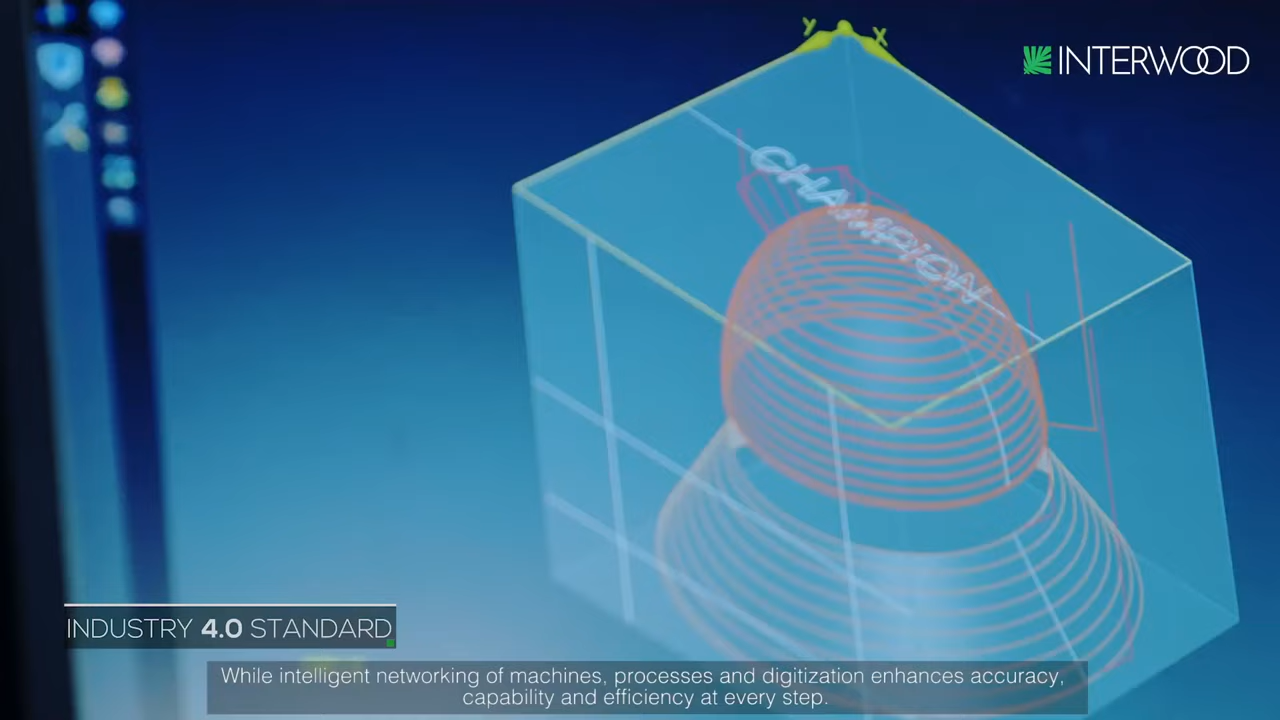 Y X
INTERWOOD
CHAMPION
INDUSTRY 4.0 STANDARD
While intelligent networking of machines, processes and digitization enhances accuracy,
capability and efficiency at every step.